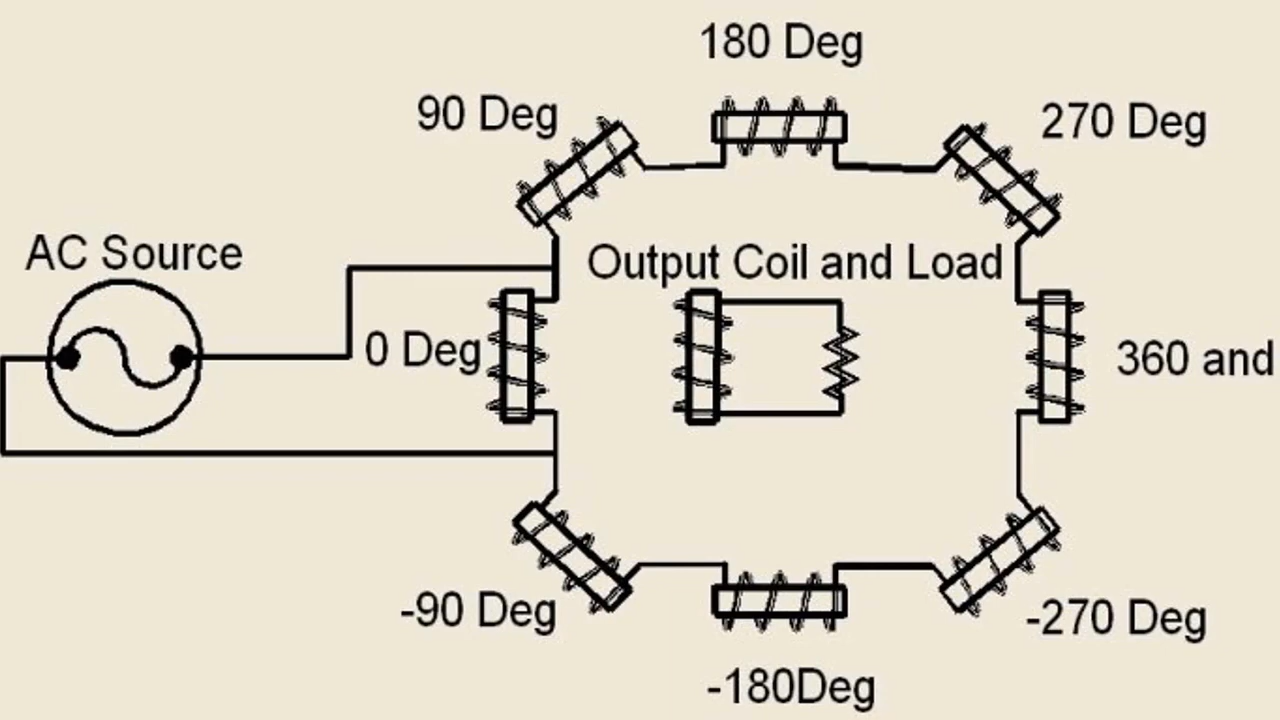 180 Deg
90 Deg
270 Deg
AC Source
Output Coil and Load
0 Deg
360 and
-90 Deg
-270 Deg
-180Deg